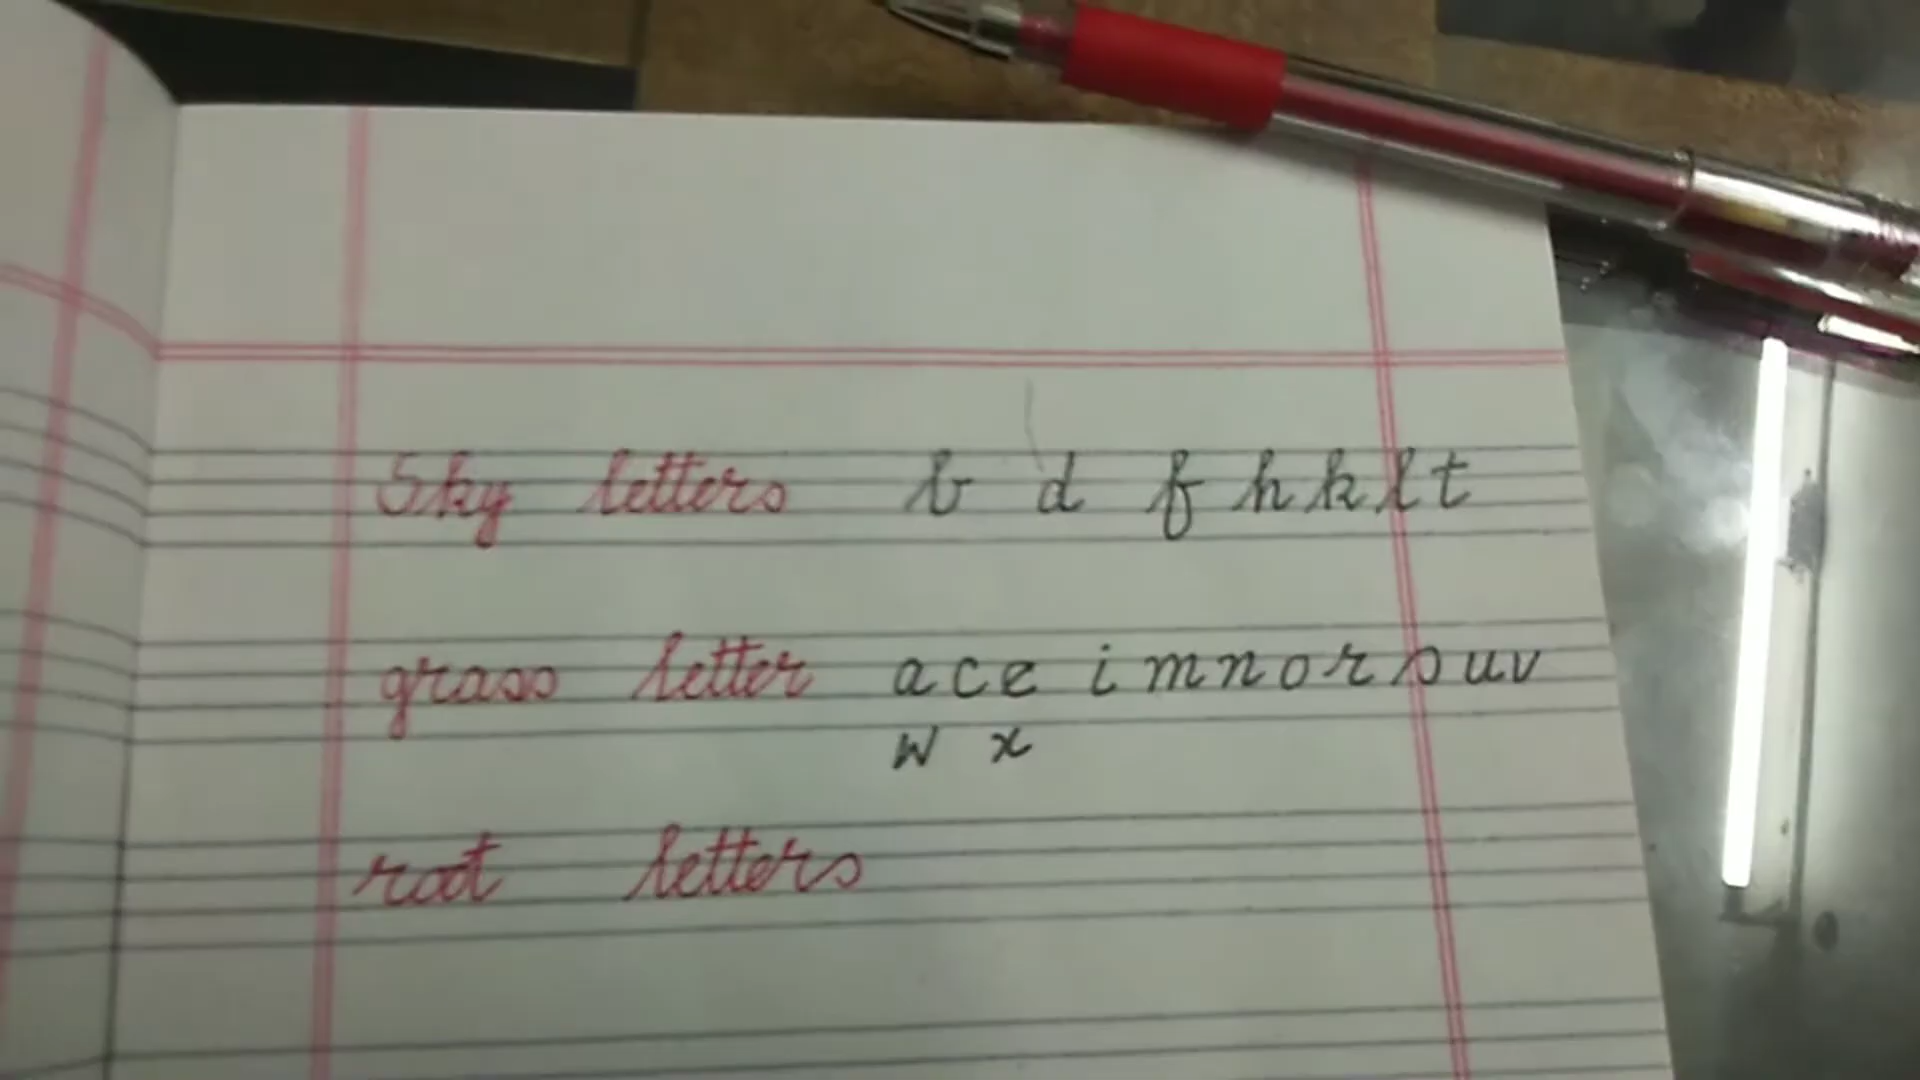 Sky letters b d f h k l t
grass letter a c e i m n o r s u v
w x
root letters